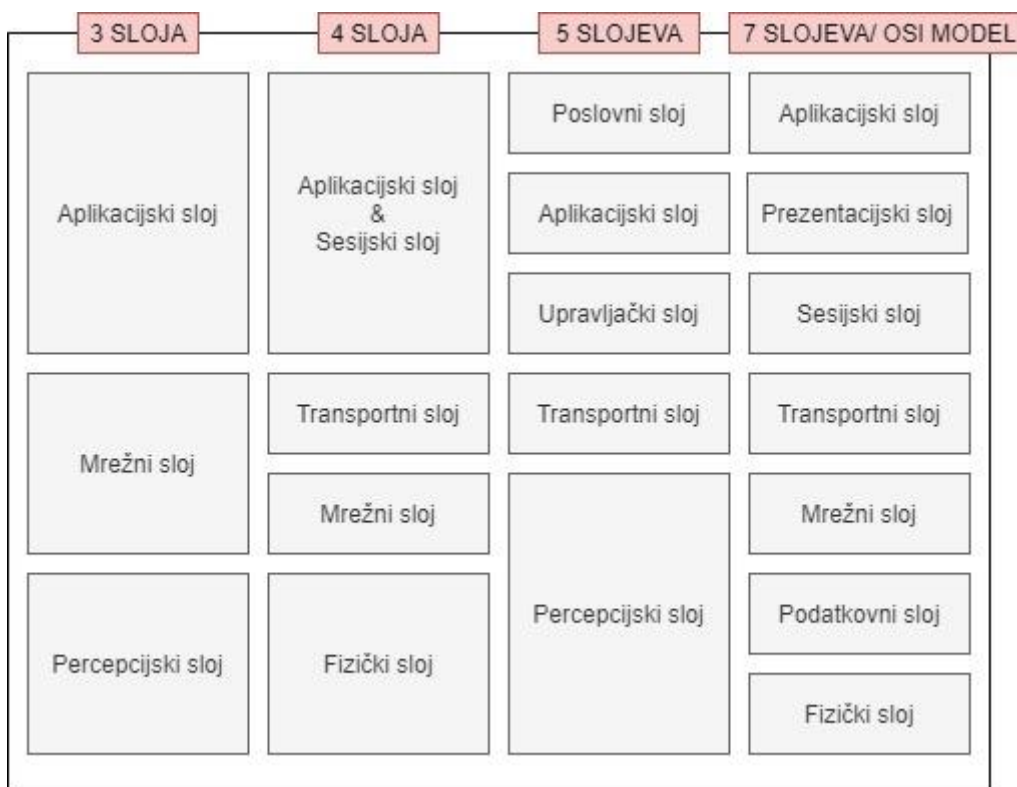 3 SLOJA
4 SLOJA
5 SLOJEVA
7 SLOJEVA/ OSI MODEL
Aplikacijski sloj
Mrežni sloj
Percepcijski sloj
Aplikacijski sloj
&
Sesijski sloj
Transportni sloj
Mrežni sloj
Fizički sloj
Poslovni sloj
Aplikacijski sloj
Upravljački sloj
Transportni sloj
Percepcijski sloj
Aplikacijski sloj
Prezentacijski sloj
Sesijski sloj
Transportni sloj
Mrežni sloj
Podatkovni sloj
Fizički sloj